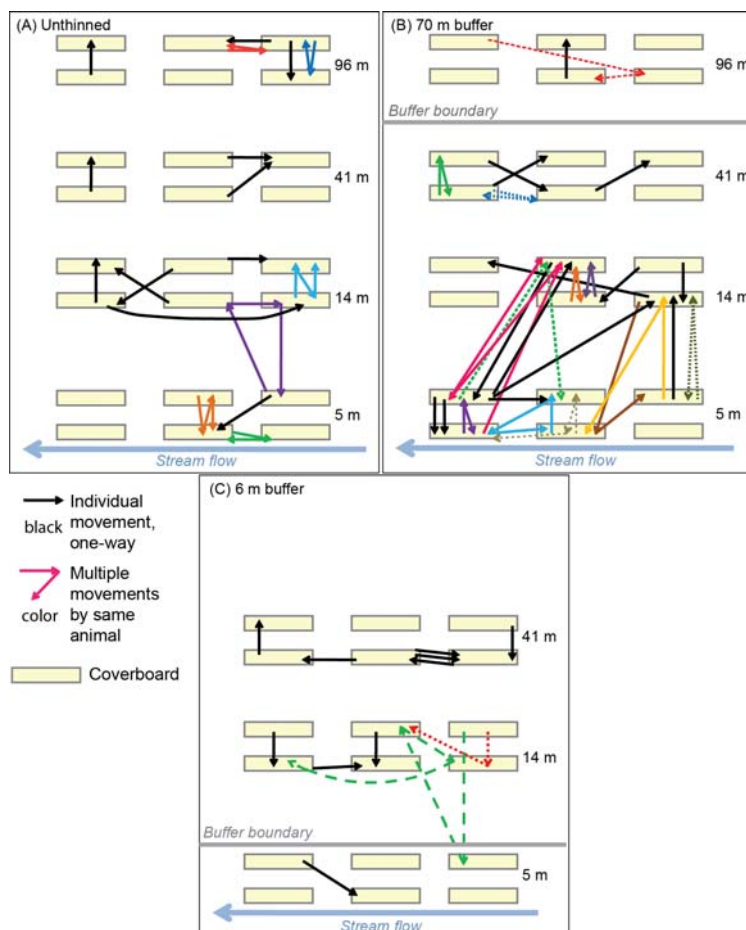 (A) Unthinned
96 m
41 m
14 m
5 m
Stream flow
(B) 70 m buffer
96 m
Buffer boundary
41 m
14 m
5 m
Stream flow
black
Individual
movement,
one-way
color
Multiple
movements
by same
animal
Coverboard
(C) 6 m buffer
41 m
14 m
Buffer boundary
5 m
Stream flow